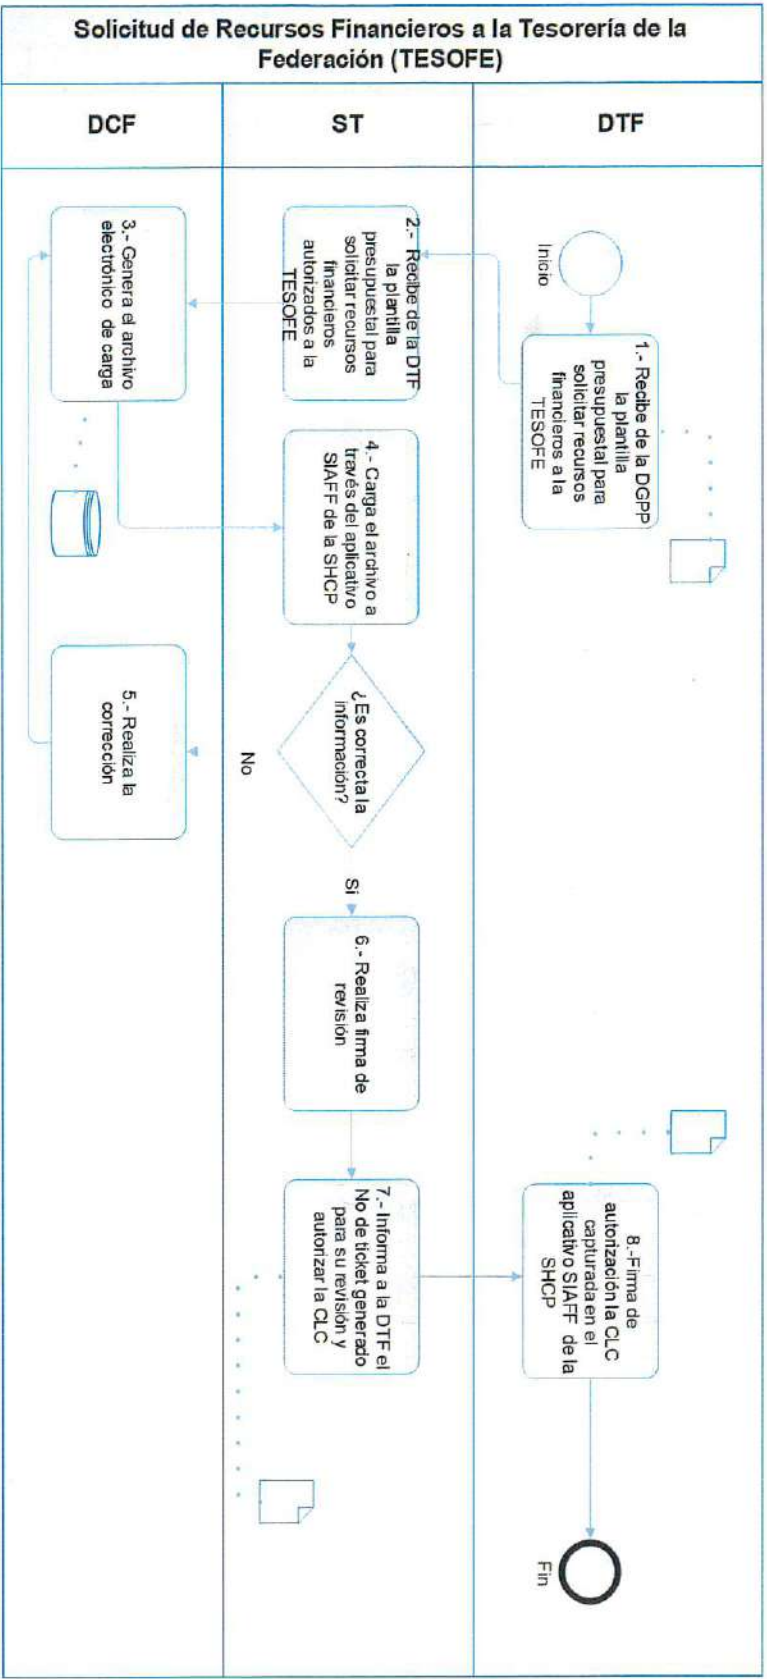 Solicitud de Recursos Financieros a la Tesorería de la
Federación (TESOFE)
DCF
ST
DTF
Inicio
1.- Recibe de la DGPP
la plantilla
presupuestal para
solicitar recursos
financieros a la
TESOFE
2.- Recibe de la DTF
la plantilla
presupuestal para
solicitar recursos
financieros
autorizados a la
TESOFE
3.- Genera el archivo
electrónico de carga
4.- Carga el archivo a
través del aplicativo
SIAFF de la SHCP
¿Es correcta la
información?
No
5.- Realiza la
corrección
Si
6.- Realiza firma de
revisión
7.- Informa a la DTF el
No de ticket generado
para su revisión y
autorizar la CLC
8.-Firma de
autorización la CLC
capturada en el
aplicativo SIAFF de la
SHCP
Fin